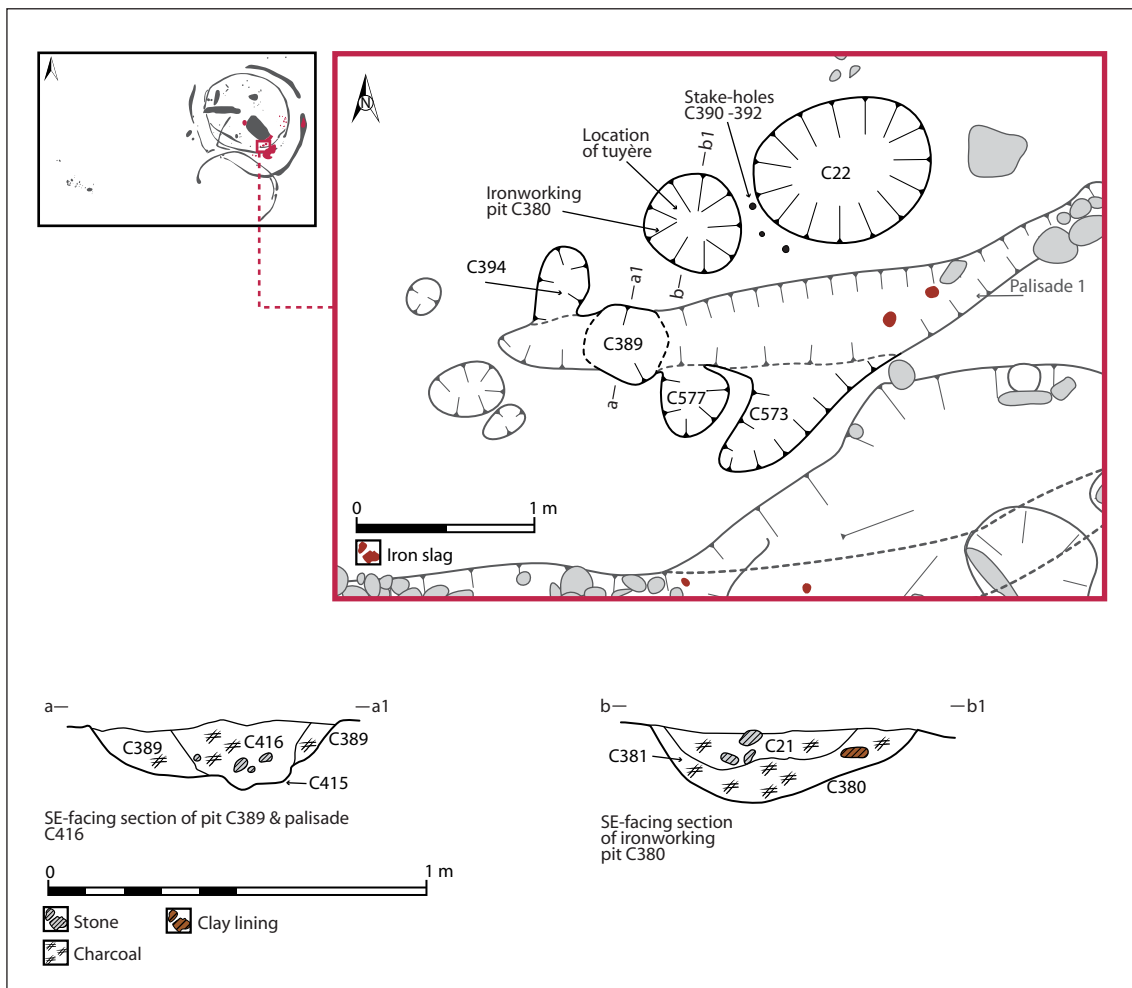 N
Stake-holes
C390 -392
Location
of tuyère
b1
Ironworking
pit C380
C22
C394
a1
b
Palisade 1
C389
a
C577
C573
0 1 m
Iron slag
a a1
C389
C416
C389
C415
SE-facing section of pit C389 & palisade
C416
b b1
C21
C381
C380
SE-facing section
of ironworking
pit C380
0 1 m
Stone
Clay lining
Charcoal